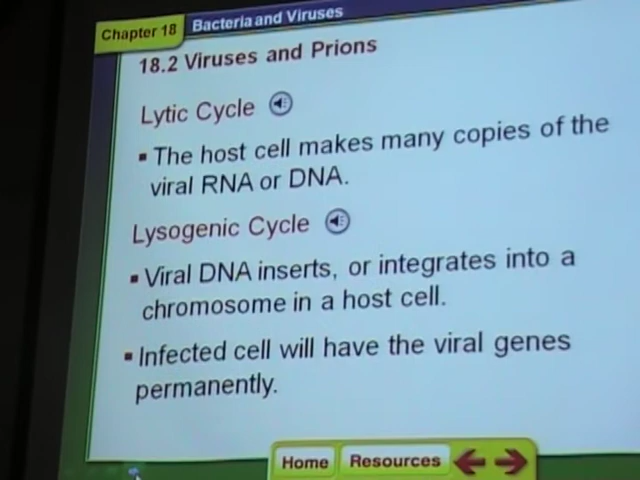 Chapter 18
Bacteria and Viruses
18.2 Viruses and Prions
Lytic Cycle
▪ The host cell makes many copies of the
viral RNA or DNA.
Lysogenic Cycle
▪ Viral DNA inserts, or integrates into a
chromosome in a host cell.
▪ Infected cell will have the viral genes
permanently.
Home
Resources